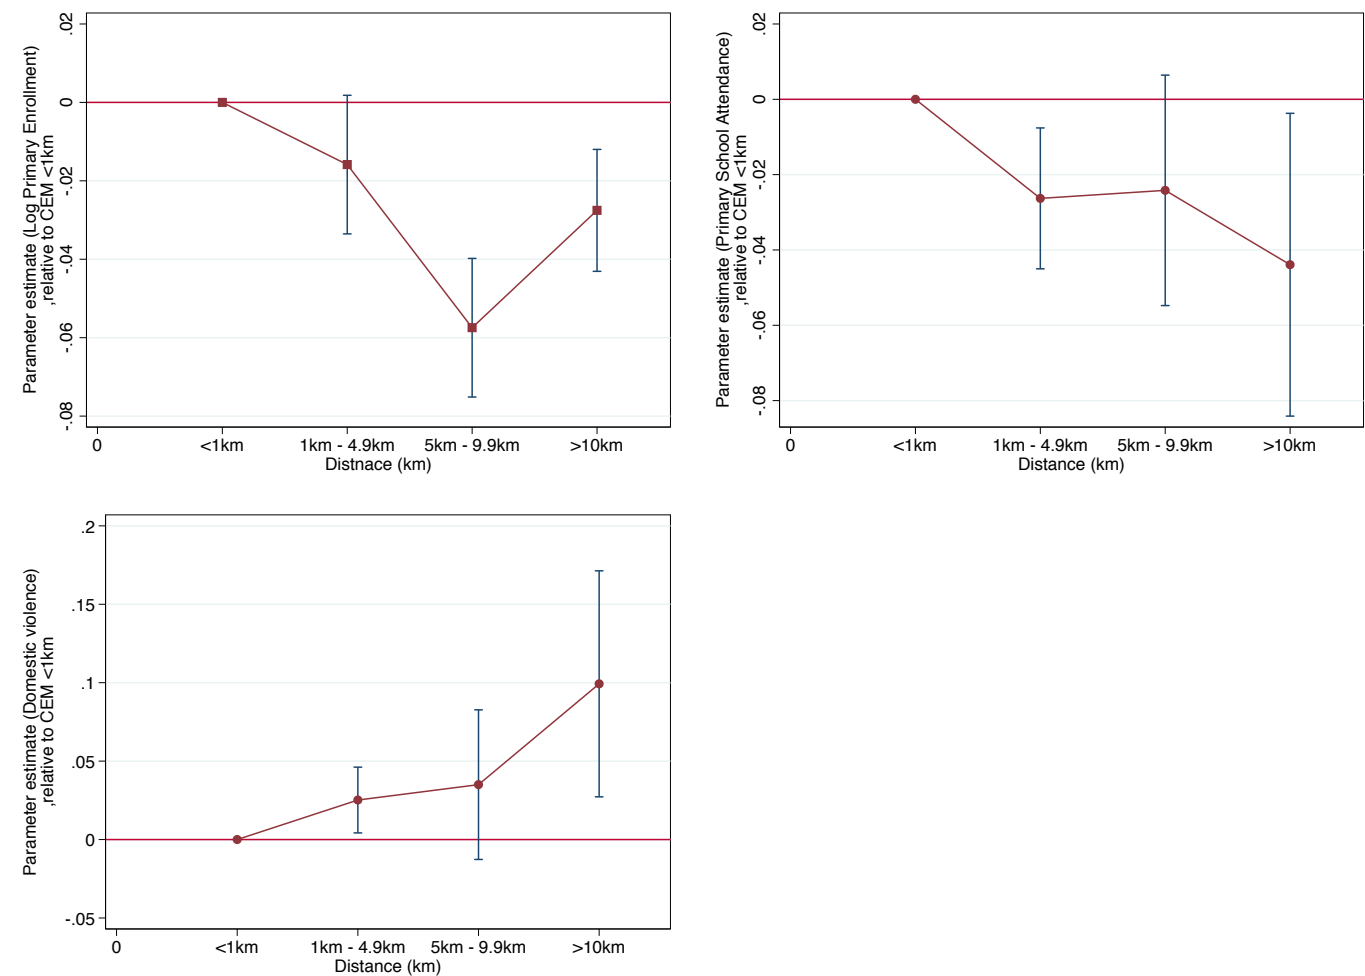 Parameter estimate (Log Primary Enrollment)
,relative to CEM <1km
.02
0
-.02
-.04
-.06
-.08
0
<1km
1km - 4.9km
5km - 9.9km
>10km
Distnace (km)
Parameter estimate (Primary School Attendance)
,relative to CEM <1km
.02
0
-.02
-.04
-.06
-.08
0
<1km
1km - 4.9km
5km - 9.9km
>10km
Distance (km)
Parameter estimate (Domestic violence)
,relative to CEM <1km
.2
.15
.1
.05
0
-.05
0
<1km
1km - 4.9km
5km - 9.9km
>10km
Distance (km)